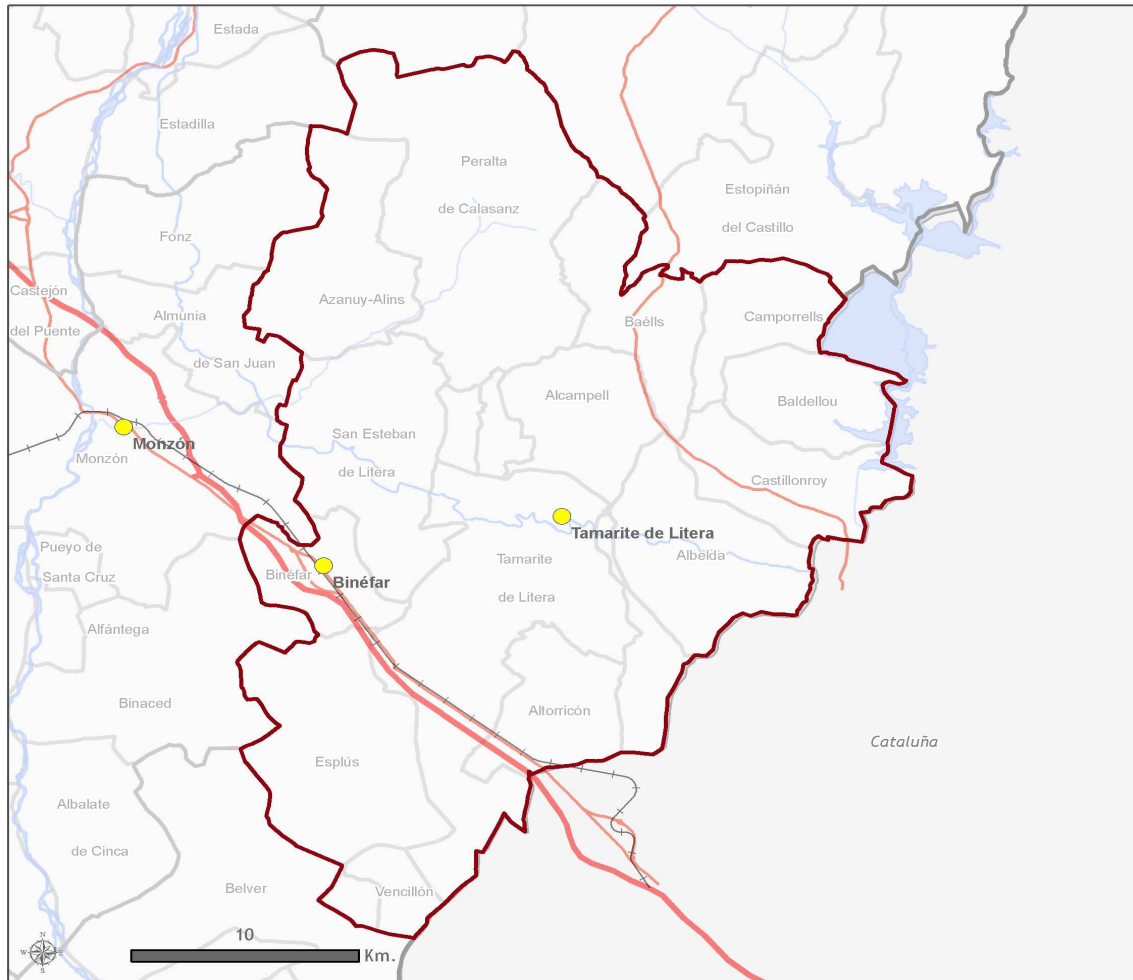 Estada
Estadilla
Peralta
de Calasanz
Estopiñán
del Castillo
Fonz
Castejón
del Puente
Almunia
de San Juan
Azanuy-Alins
Baélls
Camporrells
Alcampell
Baldellou
Monzón
Monzón
San Esteban
de Litera
Castillonroy
Tamarite de Litera
Albelda
Pueyo de
Santa Cruz
Binéfar
Binéfar
Tamarite
de Litera
Alfántega
Binaced
Altorricón
Cataluña
Esplús
Albalate
de Cinca
Belver
Vencillón
10
Km.
N
W E
S